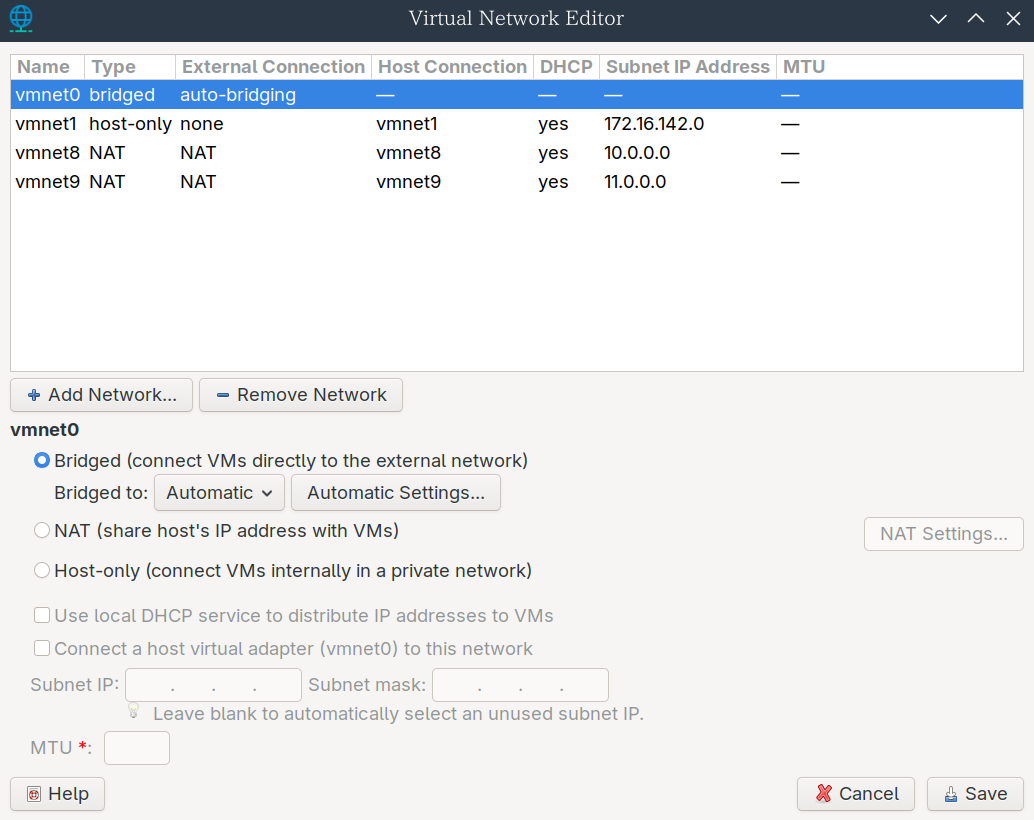 Virtual Network Editor
Name Type External Connection Host Connection DHCP Subnet IP Address MTU
vmnet0 bridged auto-bridging — — — —
vmnet1 host-only none vmnet1 yes 172.16.142.0 —
vmnet8 NAT NAT vmnet8 yes 10.0.0.0 —
vmnet9 NAT NAT vmnet9 yes 11.0.0.0 —
Add Network... Remove Network
vmnet0
Bridged (connect VMs directly to the external network)
Bridged to: Automatic Automatic Settings...
NAT (share host's IP address with VMs) NAT Settings...
Host-only (connect VMs internally in a private network)
Use local DHCP service to distribute IP addresses to VMs
Connect a host virtual adapter (vmnet0) to this network
Subnet IP: . . . Subnet mask: . . .
Leave blank to automatically select an unused subnet IP.
MTU *:
Help Cancel Save